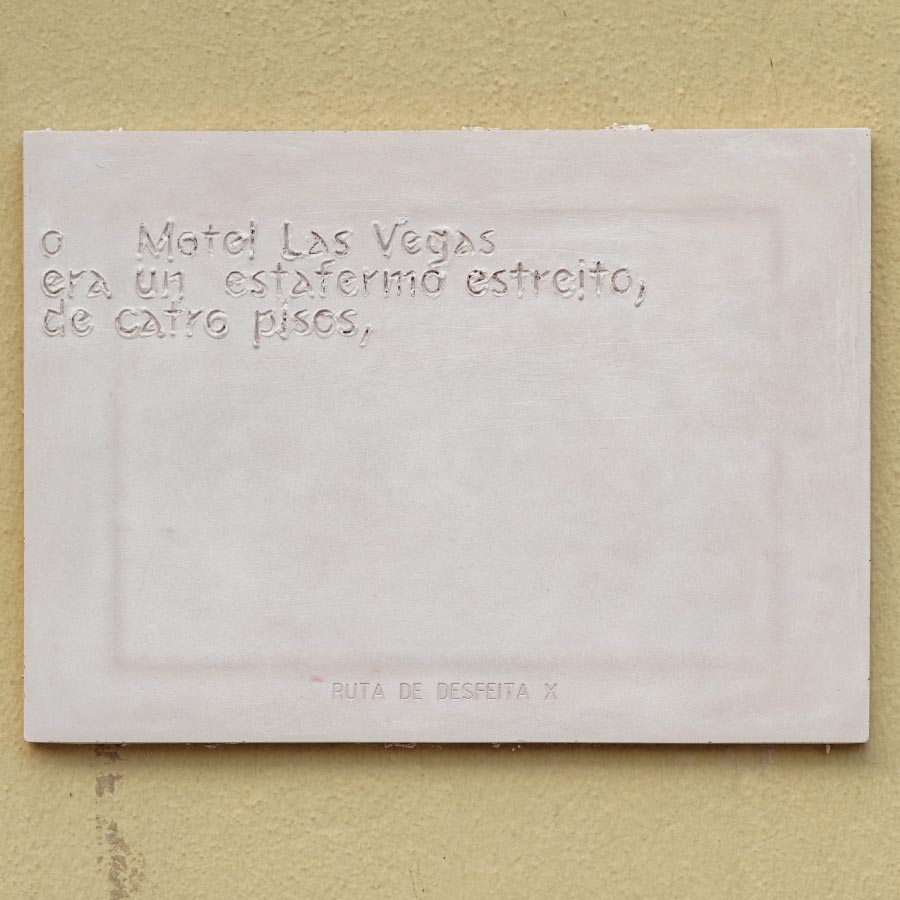 o Motel Las Vegas
era un estafermo estreito,
de catro pisos,
RUTA DE DESFEITA X